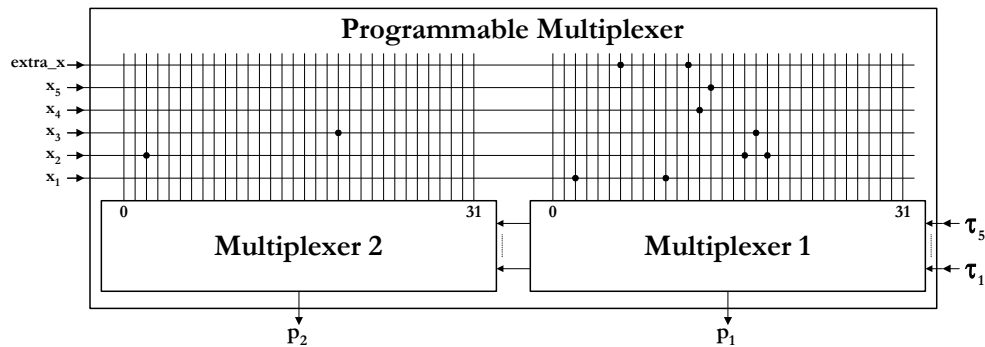 Programmable Multiplexer
extra_x
x₅
x₄
x₃
x₂
x₁
0 31 0 31
Multiplexer 2 Multiplexer 1
τ₅
τ₁
p₂ p₁